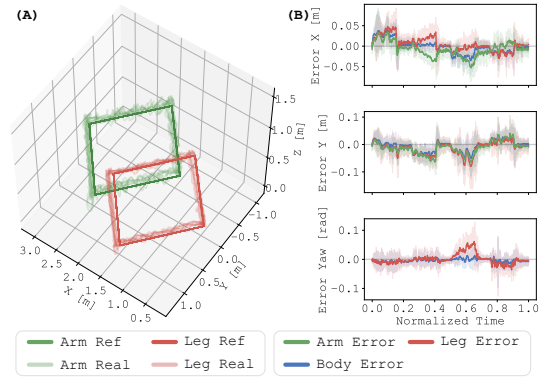 (A)
1.5
1.0
0.5
0.0
Z [m]
-1.0
-0.5
0.0
0.5
1.0
Y [m]
3.0
2.5
2.0
1.5
1.0
0.5
X [m]
(B)
Error X [m]
0.05
0.00
-0.05
Error Y [m]
0.1
0.0
-0.1
Error Yaw [rad]
0.1
0.0
-0.1
0.0 0.2 0.4 0.6 0.8 1.0
Normalized Time
Arm Ref Leg Ref
Arm Real Leg Real
Arm Error Leg Error
Body Error